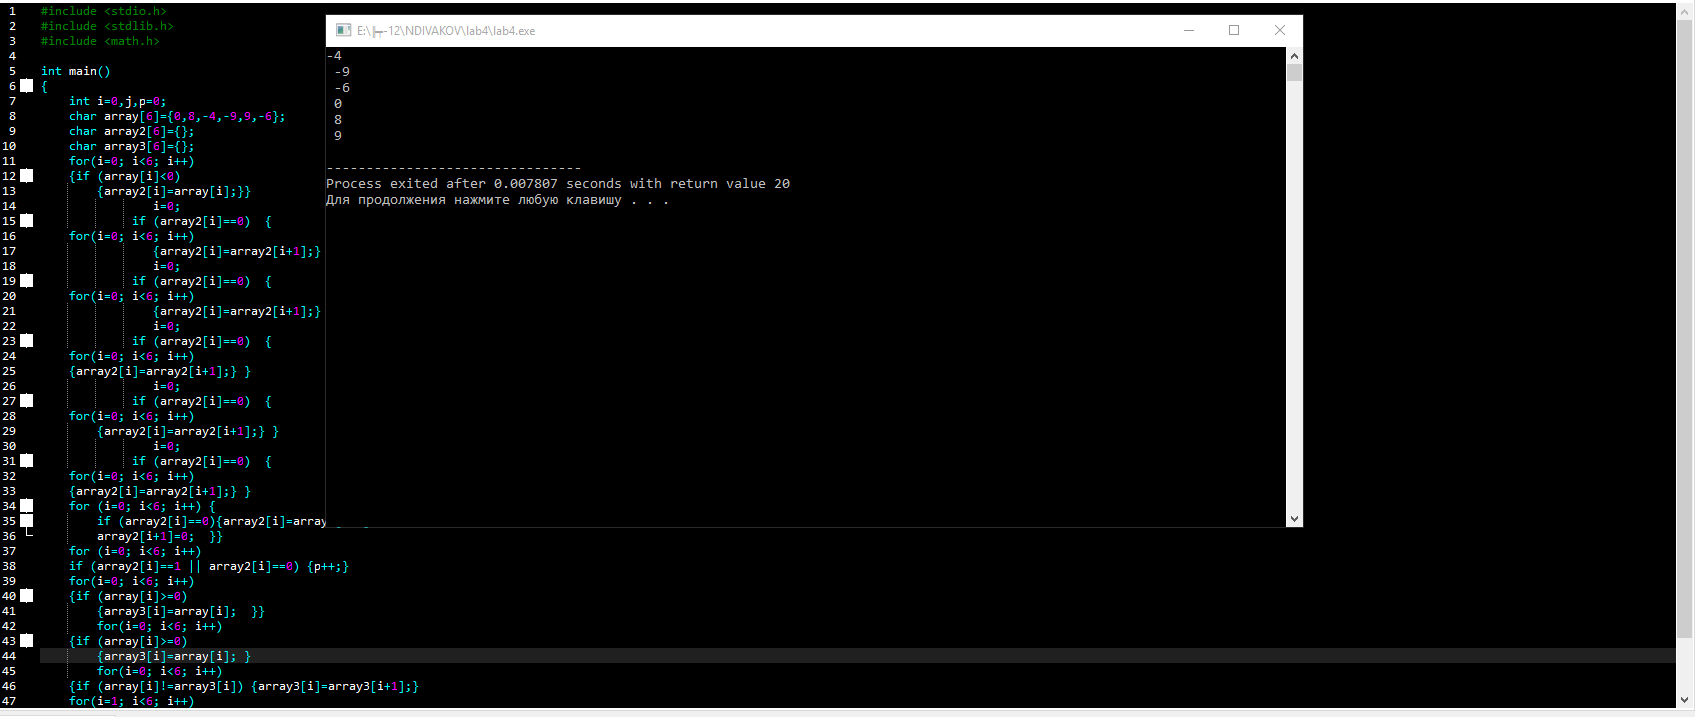 1 #include <stdio.h>
2 #include <stdlib.h>
3 #include <math.h>
4
5 int main()
6 {
7 int i=0,j,p=0;
8 char array[6]={0,8,-4,-9,9,-6};
9 char array2[6]={};
10 char array3[6]={};
11 for(i=0; i<6; i++)
12 {if (array[i]<0)
13 {array2[i]=array[i];}}
14 i=0;
15 if (array2[i]==0) {
16 for(i=0; i<6; i++)
17 {array2[i]=array2[i+1];}
18 i=0;
19 if (array2[i]==0) {
20 for(i=0; i<6; i++)
21 {array2[i]=array2[i+1];}
22 i=0;
23 if (array2[i]==0) {
24 for(i=0; i<6; i++)
25 {array2[i]=array2[i+1];} }
26 i=0;
27 if (array2[i]==0) {
28 for(i=0; i<6; i++)
29 {array2[i]=array2[i+1];} }
30 i=0;
31 if (array2[i]==0) {
32 for(i=0; i<6; i++)
33 {array2[i]=array2[i+1];} }
34 for (i=0; i<6; i++) {
35 if (array2[i]==0){array2[i]=array
36 array2[i+1]=0; }}
37 for (i=0; i<6; i++)
38 if (array2[i]==1 || array2[i]==0) {p++;}
39 for(i=0; i<6; i++)
40 {if (array[i]>=0)
41 {array3[i]=array[i]; }}
42 for(i=0; i<6; i++)
43 {if (array[i]>=0)
44 {array3[i]=array[i]; }
45 for(i=0; i<6; i++)
46 {if (array[i]!=array3[i]) {array3[i]=array3[i+1];}
47 for(i=1; i<6; i++)
E:\╠╤-12\NDIVAKOV\lab4\lab4.exe
-4
-9
-6
0
8
9
--------------------------------
Process exited after 0.007807 seconds with return value 20
Для продолжения нажмите любую клавишу . . .